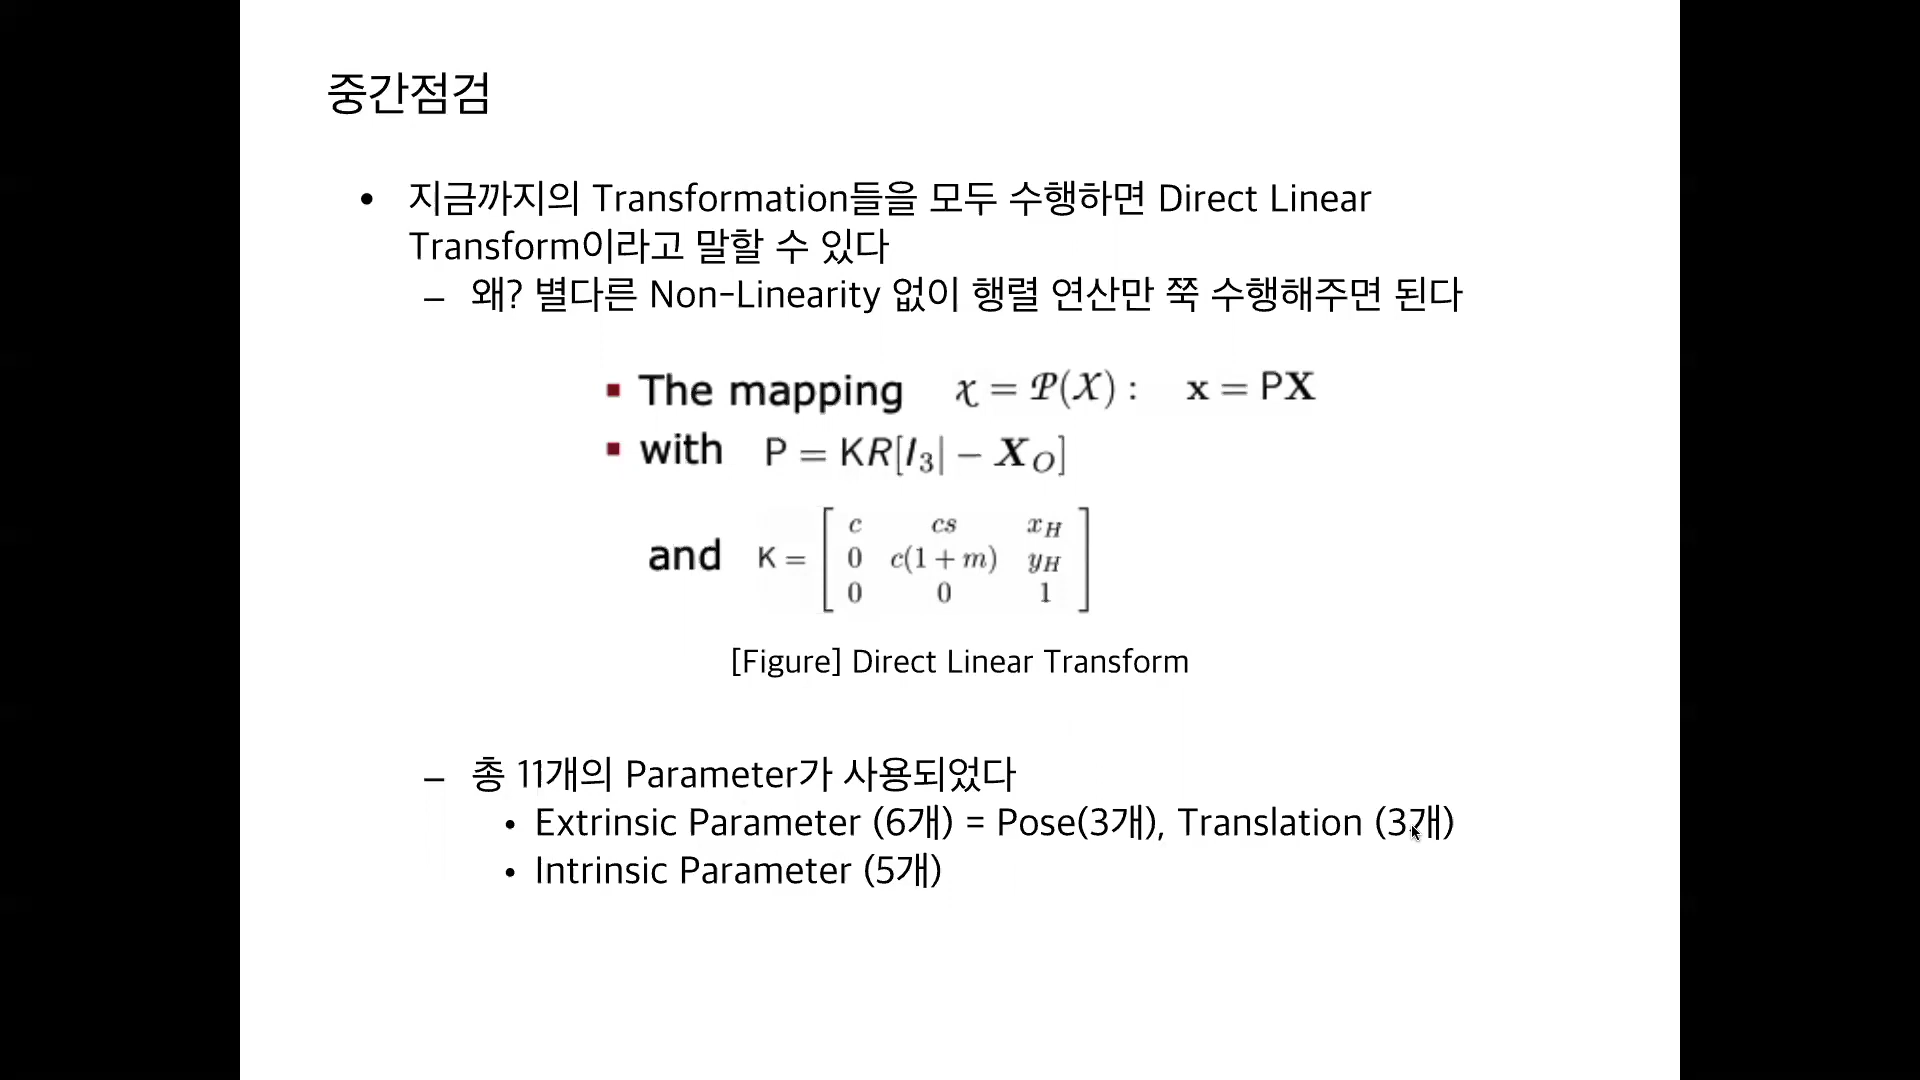 중간점검
• 지금까지의 Transformation들을 모두 수행하면 Direct Linear
Transform이라고 말할 수 있다
– 왜? 별다른 Non-Linearity 없이 행렬 연산만 쭉 수행해주면 된다
▪ The mapping χ = 𝒫(X) : x = PX
▪ with P = KR[I₃| − X_O]
and K = [ c cs x_H
0 c(1 + m) y_H
0 0 1 ]
[Figure] Direct Linear Transform
– 총 11개의 Parameter가 사용되었다
• Extrinsic Parameter (6개) = Pose(3개), Translation (3개)
• Intrinsic Parameter (5개)